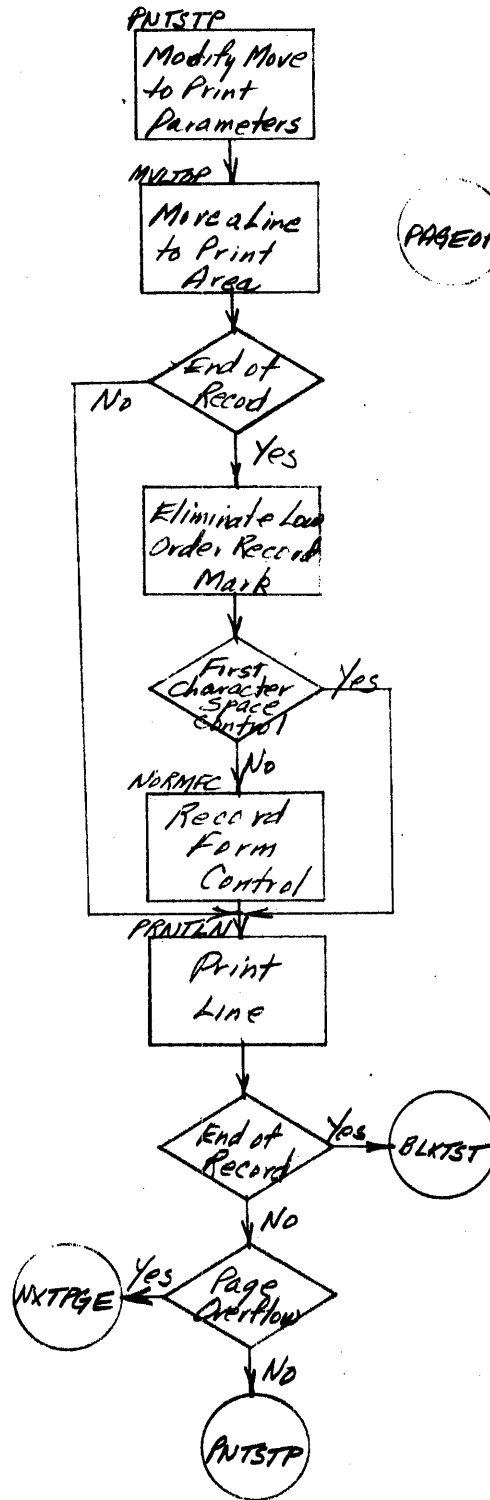 PNTSTP
Modify Move
to Print
Parameters
MVLTOP
Move a Line
to Print
Area
End of
Record
No
Yes
Eliminate Low
Order Record
Mark
First
Character
Space
Control
Yes
No
NORMFC
Record
Form
Control
PRNTLN
Print
Line
End of
Record
Yes
BLKTST
No
Page
Overflow
Yes
NXTPGE
No
PNTSTP